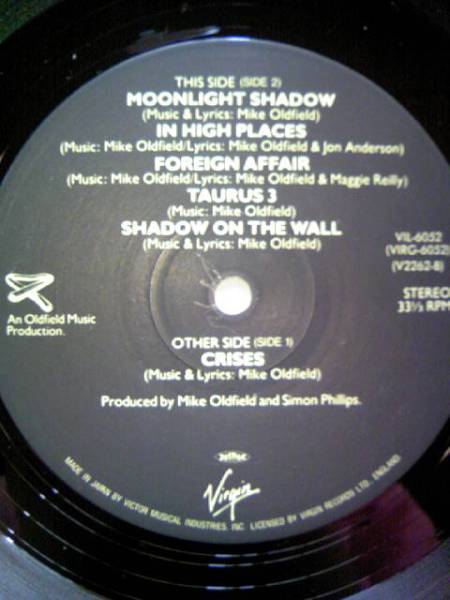 THIS SIDE (SIDE 2)
MOONLIGHT SHADOW
(Music & Lyrics: Mike Oldfield)
IN HIGH PLACES
(Music: Mike Oldfield/Lyrics: Mike Oldfield & Jon Anderson)
FOREIGN AFFAIR
(Music: Mike Oldfield/Lyrics: Mike Oldfield & Maggie Reilly)
TAURUS 3
(Music: Mike Oldfield)
SHADOW ON THE WALL
(Music & Lyrics: Mike Oldfield)
VIL-6052
(VIRG-6052)
(V2262-8)
STEREO
33⅓ RPM
An Oldfield Music
Production.
OTHER SIDE (SIDE 1)
CRISES
(Music & Lyrics: Mike Oldfield)
Produced by Mike Oldfield and Simon Phillips.
Virgin
MADE IN JAPAN BY VICTOR MUSICAL INDUSTRIES, INC. LICENSED BY VIRGIN RECORDS LTD., ENGLAND